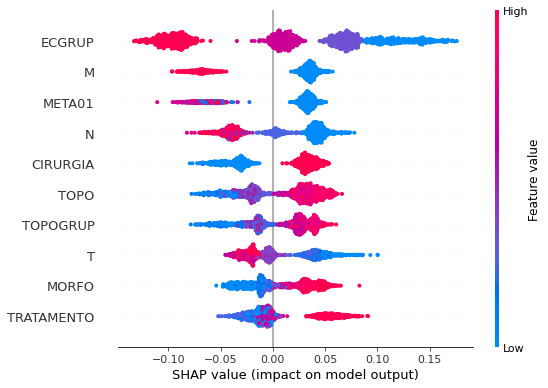 High
ECGRUP
M
META01
N
CIRURGIA
TOPO
TOPOGRUP
T
MORFO
TRATAMENTO
Feature value
Low
−0.10 −0.05 0.00 0.05 0.10 0.15
SHAP value (impact on model output)